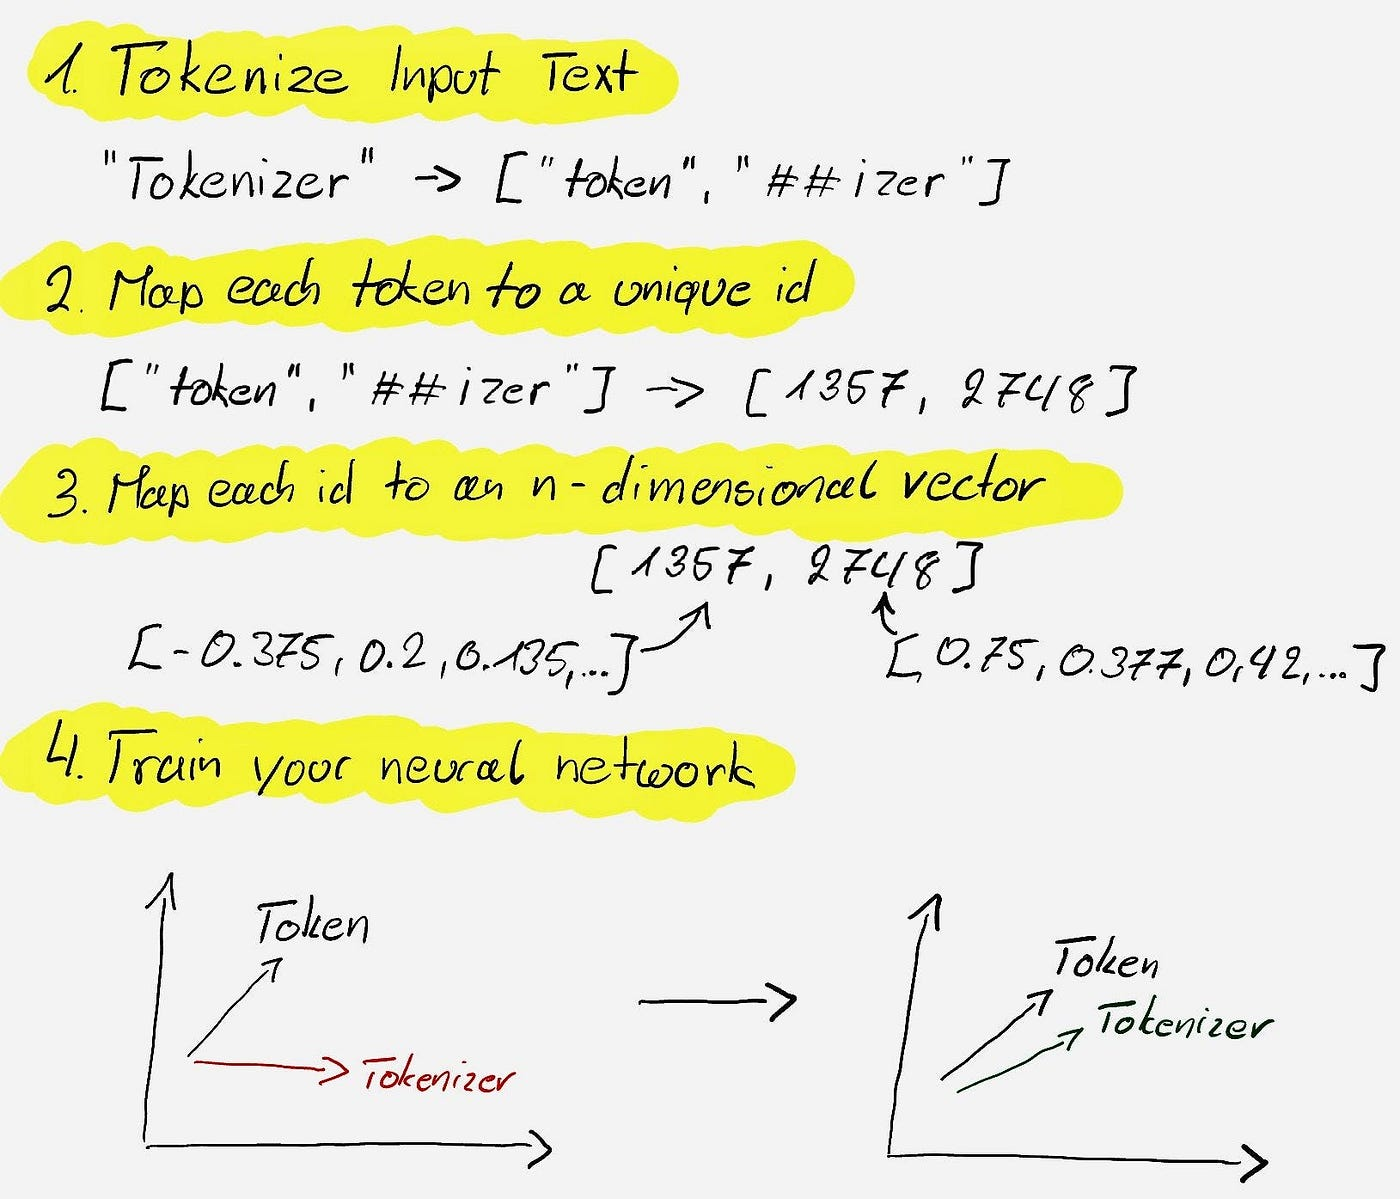 1. Tokenize Input Text
"Tokenizer" -> ["token", "##izer"]
2. Map each token to a unique id
["token", "##izer"] -> [1357, 2748]
3. Map each id to an n-dimensional vector
[1357, 2748]
[-0.375, 0.2, 0.135,...] [0.75, 0.377, 0,42,...]
4. Train your neural network
Token
Tokenizer
Token
Tokenizer